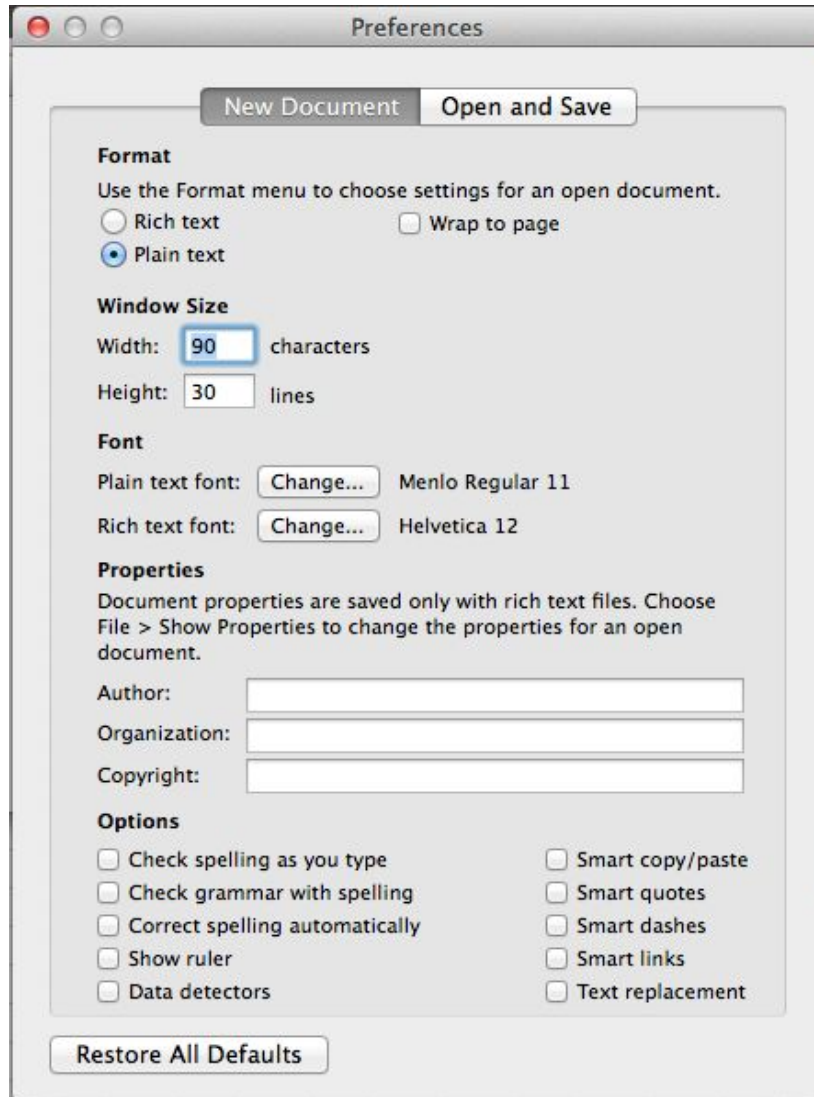 Preferences
New Document Open and Save
Format
Use the Format menu to choose settings for an open document.
Rich text Wrap to page
Plain text
Window Size
Width: 90 characters
Height: 30 lines
Font
Plain text font: Change... Menlo Regular 11
Rich text font: Change... Helvetica 12
Properties
Document properties are saved only with rich text files. Choose
File > Show Properties to change the properties for an open
document.
Author:
Organization:
Copyright:
Options
Check spelling as you type Smart copy/paste
Check grammar with spelling Smart quotes
Correct spelling automatically Smart dashes
Show ruler Smart links
Data detectors Text replacement
Restore All Defaults